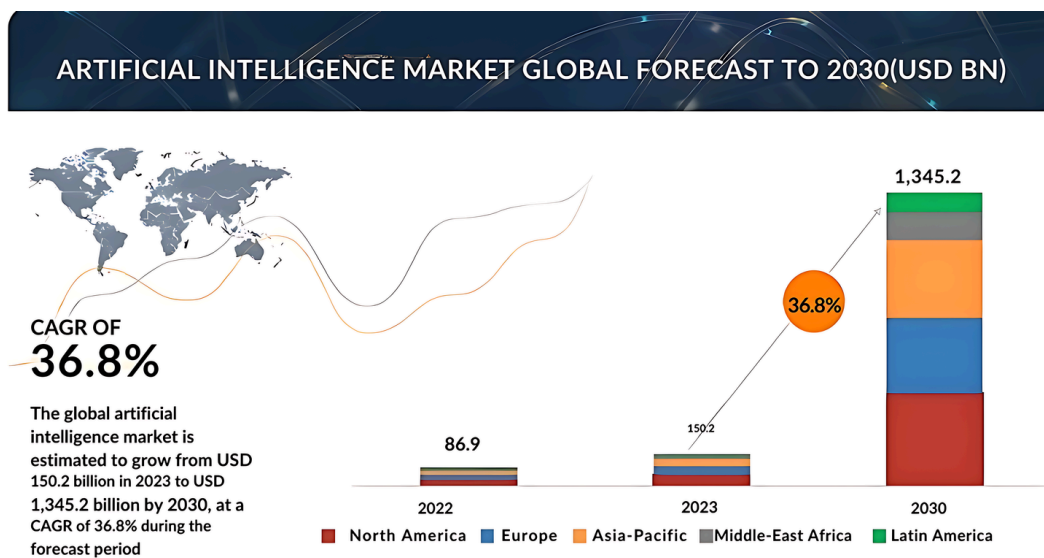 ARTIFICIAL INTELLIGENCE MARKET GLOBAL FORECAST TO 2030(USD BN)
CAGR OF
36.8%
The global artificial
intelligence market is
estimated to grow from USD
150.2 billion in 2023 to USD
1,345.2 billion by 2030, at a
CAGR of 36.8% during the
forecast period
86.9
150.2
36.8%
1,345.2
2022
2023
2030
North America
Europe
Asia-Pacific
Middle-East Africa
Latin America